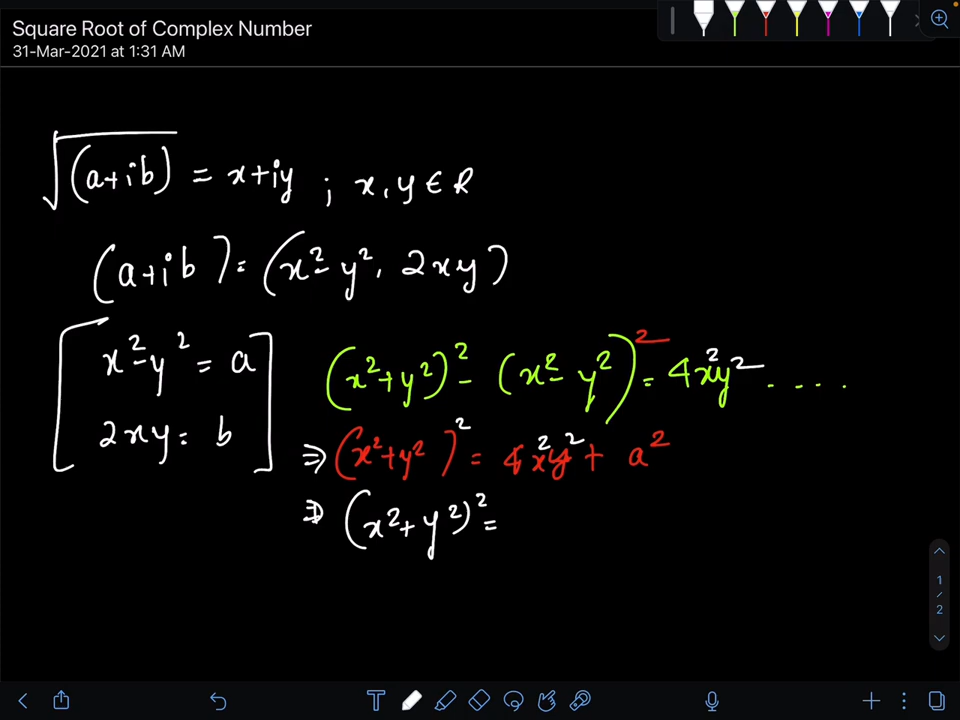 Square Root of Complex Number
31-Mar-2021 at 1:31 AM
√(a+ib) = x+iy ; x, y ∈ R
(a+ib) = (x²-y², 2xy)
x²-y² = a
2xy = b
(x²+y²)² - (x²-y²)² = 4x²y² ....
⇒ (x²+y²)² = 4x²y² + a²
⇒ (x²+y²)² =
1
/
2
T